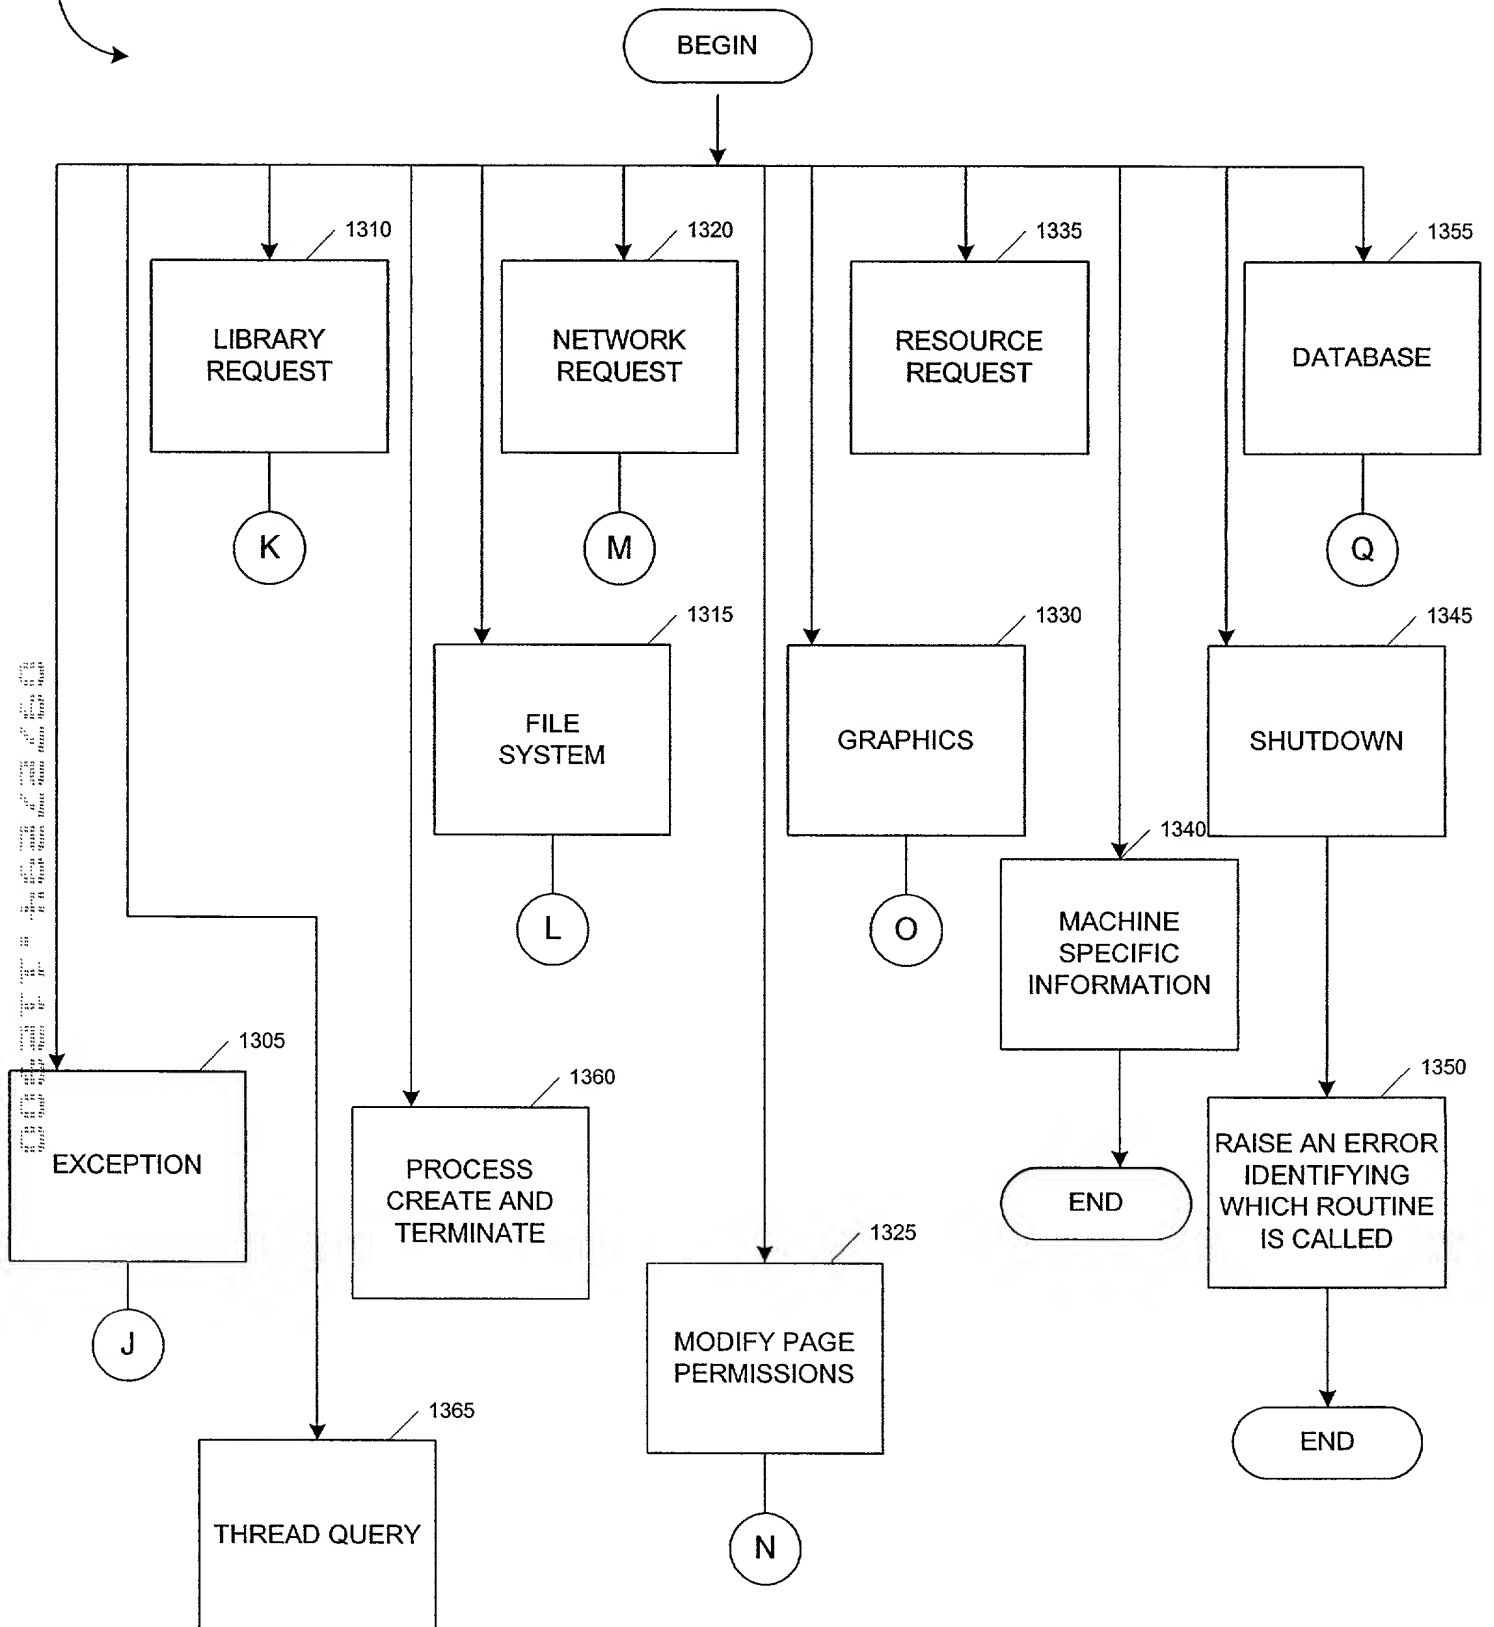 BEGIN
1310
1320
1335
1355
LIBRARY
REQUEST
NETWORK
REQUEST
RESOURCE
REQUEST
DATABASE
K
M
Q
1315
1330
1345
FILE
SYSTEM
GRAPHICS
SHUTDOWN
1340
L
O
MACHINE
SPECIFIC
INFORMATION
1305
1360
1350
EXCEPTION
PROCESS
CREATE AND
TERMINATE
RAISE AN ERROR
IDENTIFYING
WHICH ROUTINE
IS CALLED
END
1325
J
MODIFY PAGE
PERMISSIONS
1365
END
THREAD QUERY
N